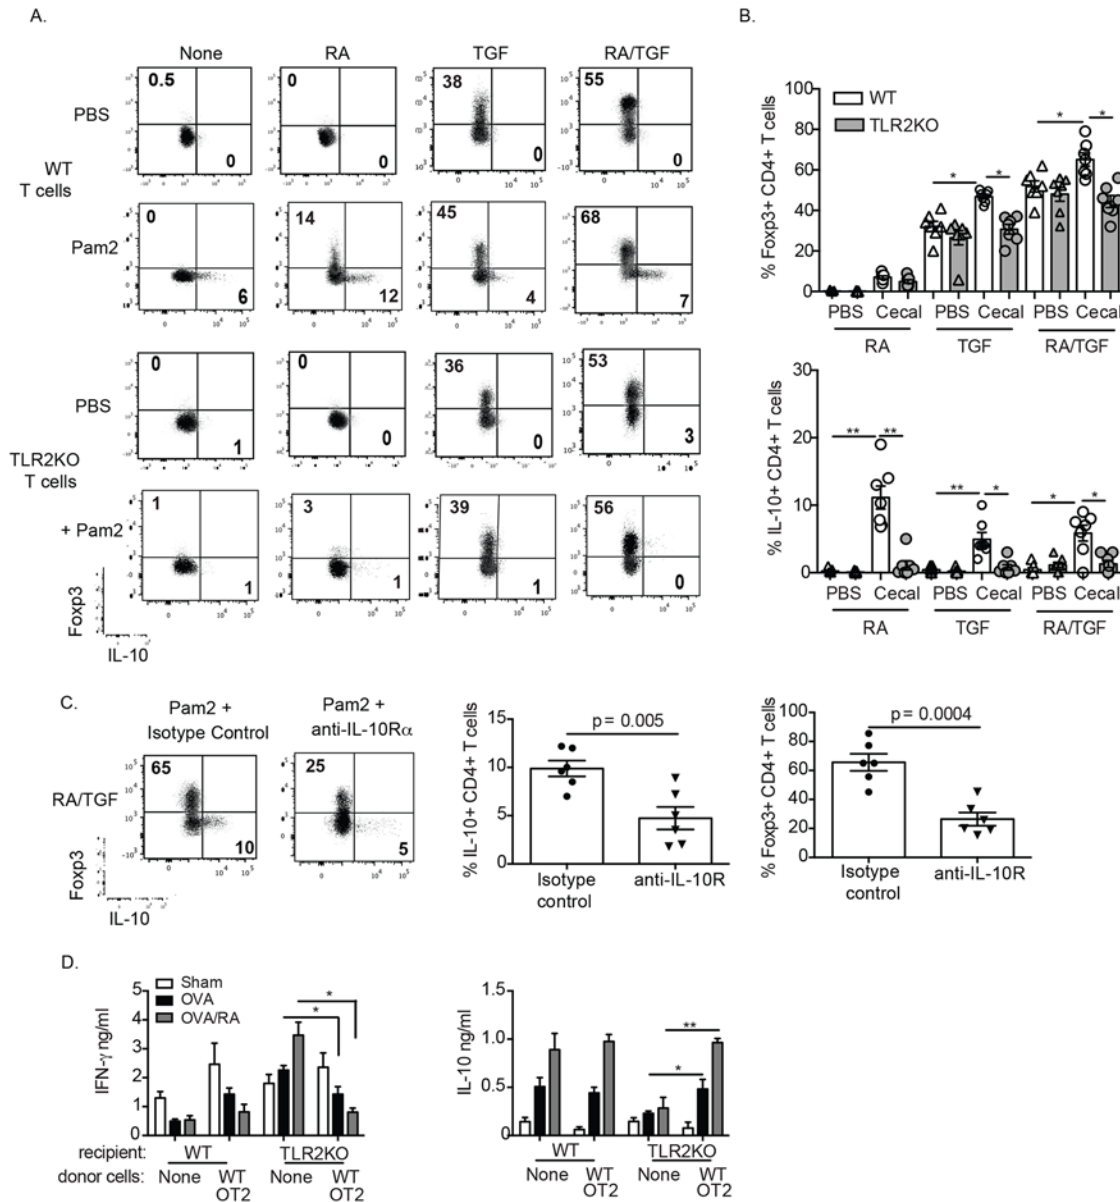 A.
None RA TGF RA/TGF
PBS
0.5 0 38 55
0 0 0 0
WT
T cells
Pam2
0 14 45 68
6 12 4 7
PBS
0 0 36 53
1 0 0 3
TLR2KO
T cells
+ Pam2
1 3 39 56
1 1 1 0
Foxp3
IL-10
B.
% Foxp3+ CD4+ T cells
100
80
60
40
20
0
WT
TLR2KO
* * * *
PBS Cecal PBS Cecal PBS Cecal
RA TGF RA/TGF
% IL-10+ CD4+ T cells
30
20
10
0
** ** ** * * *
PBS Cecal PBS Cecal PBS Cecal
RA TGF RA/TGF
C.
Pam2 +
Isotype Control
Pam2 +
anti-IL-10Rα
RA/TGF
65 25
10 5
Foxp3
IL-10
% IL-10+ CD4+ T cells
15
10
5
0
p = 0.005
Isotype
control
anti-IL-10R
% Foxp3+ CD4+ T cells
100
80
60
40
20
0
p = 0.0004
Isotype
control
anti-IL-10R
D.
IFN-γ ng/ml
5
4
3
2
1
0
Sham
OVA
OVA/RA
*
*
recipient: WT TLR2KO
donor cells: None WT
OT2
None WT
OT2
IL-10 ng/ml
1.5
1.0
0.5
0
**
*
WT TLR2KO
None WT
OT2
None WT
OT2